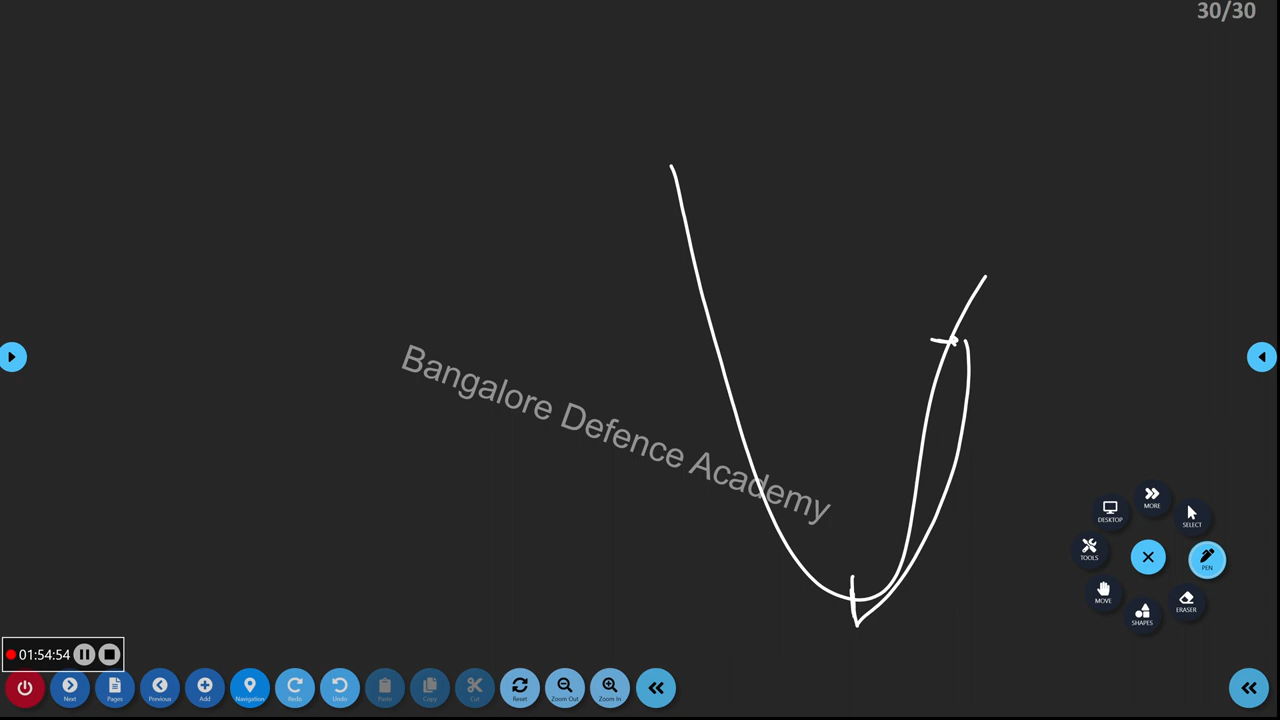 30/30
Bangalore Defence Academy
MORE
DESKTOP
SELECT
TOOLS
PEN
MOVE
ERASER
SHAPES
01:54:54
Next
Pages
Previous
Add
Navigation
Redo
Undo
Paste
Copy
Cut
Reset
Zoom Out
Zoom In